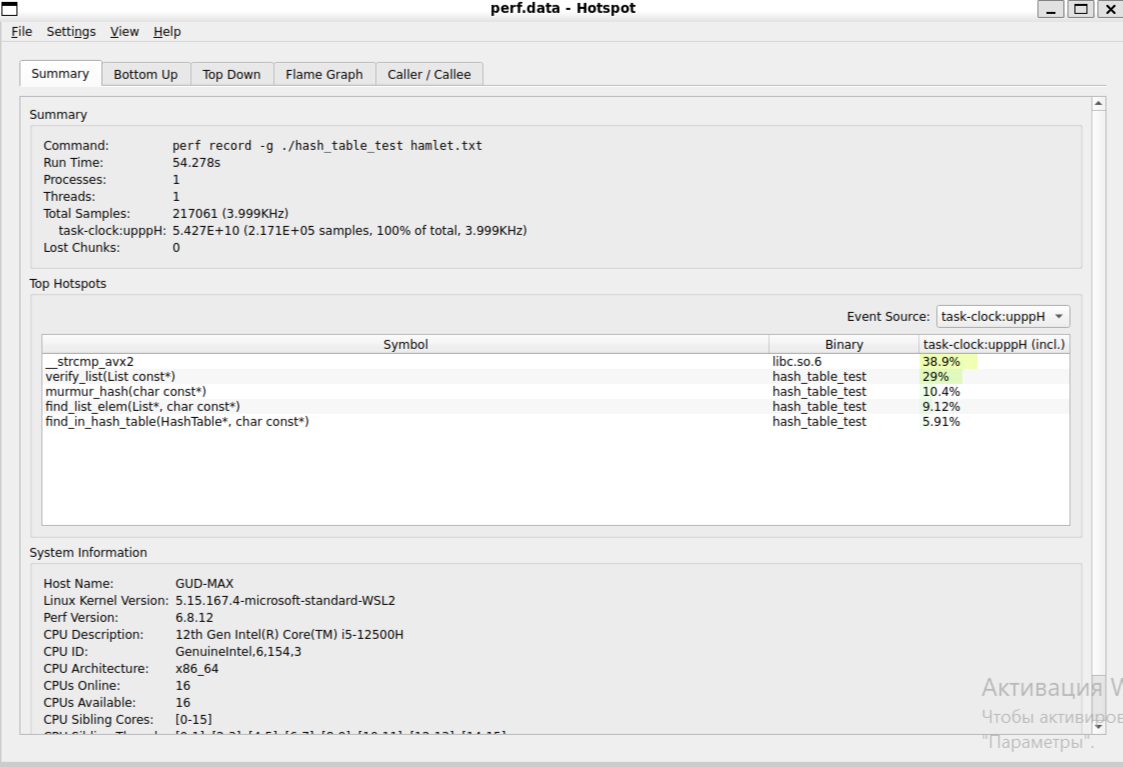 perf.data - Hotspot
File Settings View Help
Summary Bottom Up Top Down Flame Graph Caller / Callee
Summary
Command: perf record -g ./hash_table_test hamlet.txt
Run Time: 54.278s
Processes: 1
Threads: 1
Total Samples: 217061 (3.999KHz)
task-clock:upppH: 5.427E+10 (2.171E+05 samples, 100% of total, 3.999KHz)
Lost Chunks: 0
Top Hotspots
Event Source: task-clock:upppH
Symbol Binary task-clock:upppH (incl.)
__strcmp_avx2 libc.so.6 38.9%
verify_list(List const*) hash_table_test 29%
murmur_hash(char const*) hash_table_test 10.4%
find_list_elem(List*, char const*) hash_table_test 9.12%
find_in_hash_table(HashTable*, char const*) hash_table_test 5.91%
System Information
Host Name: GUD-MAX
Linux Kernel Version: 5.15.167.4-microsoft-standard-WSL2
Perf Version: 6.8.12
CPU Description: 12th Gen Intel(R) Core(TM) i5-12500H
CPU ID: GenuineIntel,6,154,3
CPU Architecture: x86_64
CPUs Online: 16
CPUs Available: 16
CPU Sibling Cores: [0-15]
Активация W
Чтобы активиров
"Параметры".